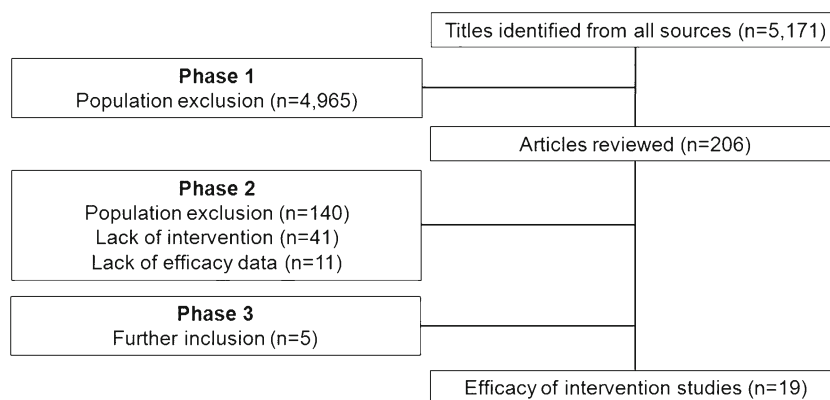 Titles identified from all sources (n=5,171)
Phase 1
Population exclusion (n=4,965)
Articles reviewed (n=206)
Phase 2
Population exclusion (n=140)
Lack of intervention (n=41)
Lack of efficacy data (n=11)
Phase 3
Further inclusion (n=5)
Efficacy of intervention studies (n=19)